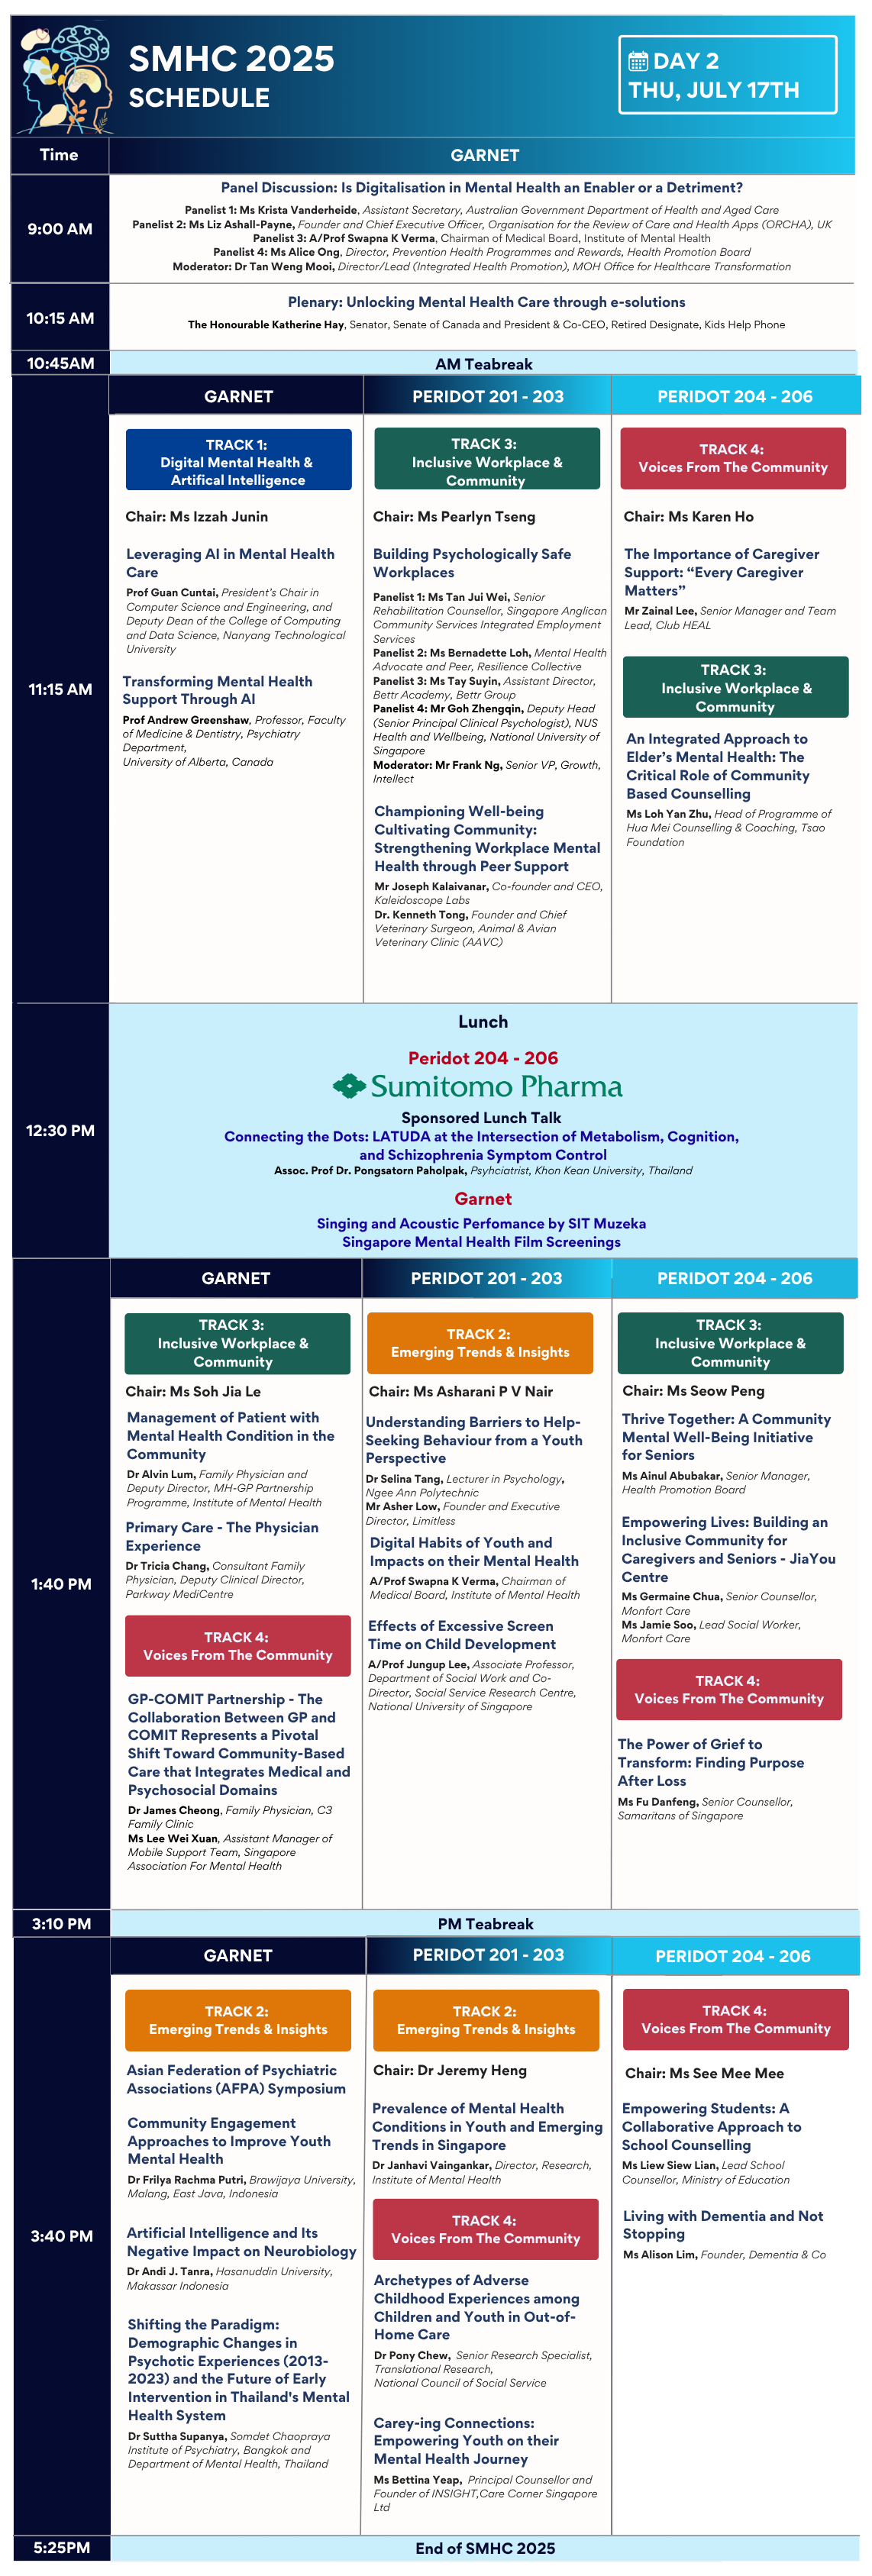 SMHC 2025
SCHEDULE
DAY 2
THU, JULY 17TH
Time
GARNET
9:00 AM
Panel Discussion: Is Digitalisation in Mental Health an Enabler or a Detriment?
Panelist 1: Ms Krista Vanderheide, Assistant Secretary, Australian Government Department of Health and Aged Care
Panelist 2: Ms Liz Ashall-Payne, Founder and Chief Executive Officer, Organisation for the Review of Care and Health Apps (ORCHA), UK
Panelist 3: A/Prof Swapna K Verma, Chairman of Medical Board, Institute of Mental Health
Panelist 4: Ms Alice Ong, Director, Prevention Health Programmes and Rewards, Health Promotion Board
Moderator: Dr Tan Weng Mooi, Director/Lead (Integrated Health Promotion), MOH Office for Healthcare Transformation
10:15 AM
Plenary: Unlocking Mental Health Care through e-solutions
The Honourable Katherine Hay, Senator, Senate of Canada and President & Co-CEO, Retired Designate, Kids Help Phone
10:45AM
AM Teabreak
GARNET
PERIDOT 201 - 203
PERIDOT 204 - 206
11:15 AM
TRACK 1:
Digital Mental Health &
Artifical Intelligence
Chair: Ms Izzah Junin
Leveraging AI in Mental Health
Care
Prof Guan Cuntai, President's Chair in
Computer Science and Engineering, and
Deputy Dean of the College of Computing
and Data Science, Nanyang Technological
University
Transforming Mental Health
Support Through AI
Prof Andrew Greenshaw, Professor, Faculty
of Medicine & Dentistry, Psychiatry
Department,
University of Alberta, Canada
TRACK 3:
Inclusive Workplace &
Community
Chair: Ms Pearlyn Tseng
Building Psychologically Safe
Workplaces
Panelist 1: Ms Tan Jui Wei, Senior
Rehabilitation Counsellor, Singapore Anglican
Community Services Integrated Employment
Services
Panelist 2: Ms Bernadette Loh, Mental Health
Advocate and Peer, Resilience Collective
Panelist 3: Ms Tay Suyin, Assistant Director,
Bettr Academy, Bettr Group
Panelist 4: Mr Goh Zhengqin, Deputy Head
(Senior Principal Clinical Psychologist), NUS
Health and Wellbeing, National University of
Singapore
Moderator: Mr Frank Ng, Senior VP, Growth,
Intellect
Championing Well-being
Cultivating Community:
Strengthening Workplace Mental
Health through Peer Support
Mr Joseph Kalaivanar, Co-founder and CEO,
Kaleidoscope Labs
Dr. Kenneth Tong, Founder and Chief
Veterinary Surgeon, Animal & Avian
Veterinary Clinic (AAVC)
TRACK 4:
Voices From The Community
Chair: Ms Karen Ho
The Importance of Caregiver
Support: “Every Caregiver
Matters”
Mr Zainal Lee, Senior Manager and Team
Lead, Club HEAL
TRACK 3:
Inclusive Workplace &
Community
An Integrated Approach to
Elder's Mental Health: The
Critical Role of Community
Based Counselling
Ms Loh Yan Zhu, Head of Programme of
Hua Mei Counselling & Coaching, Tsao
Foundation
12:30 PM
Lunch
Peridot 204 - 206
Sumitomo Pharma
Sponsored Lunch Talk
Connecting the Dots: LATUDA at the Intersection of Metabolism, Cognition,
and Schizophrenia Symptom Control
Assoc. Prof Dr. Pongsatorn Paholpak, Psyhciatrist, Khon Kean University, Thailand
Garnet
Singing and Acoustic Perfomance by SIT Muzeka
Singapore Mental Health Film Screenings
GARNET
PERIDOT 201 - 203
PERIDOT 204 - 206
1:40 PM
TRACK 3:
Inclusive Workplace &
Community
Chair: Ms Soh Jia Le
Management of Patient with
Mental Health Condition in the
Community
Dr Alvin Lum, Family Physician and
Deputy Director, MH-GP Partnership
Programme, Institute of Mental Health
Primary Care - The Physician
Experience
Dr Tricia Chang, Consultant Family
Physician, Deputy Clinical Director,
Parkway MediCentre
TRACK 4:
Voices From The Community
GP-COMIT Partnership - The
Collaboration Between GP and
COMIT Represents a Pivotal
Shift Toward Community-Based
Care that Integrates Medical and
Psychosocial Domains
Dr James Cheong, Family Physician, C3
Family Clinic
Ms Lee Wei Xuan, Assistant Manager of
Mobile Support Team, Singapore
Association For Mental Health
TRACK 2:
Emerging Trends & Insights
Chair: Ms Asharani P V Nair
Understanding Barriers to Help-
Seeking Behaviour from a Youth
Perspective
Dr Selina Tang, Lecturer in Psychology,
Ngee Ann Polytechnic
Mr Asher Low, Founder and Executive
Director, Limitless
Digital Habits of Youth and
Impacts on their Mental Health
A/Prof Swapna K Verma, Chairman of
Medical Board, Institute of Mental Health
Effects of Excessive Screen
Time on Child Development
A/Prof Jungup Lee, Associate Professor,
Department of Social Work and Co-
Director, Social Service Research Centre,
National University of Singapore
TRACK 3:
Inclusive Workplace &
Community
Chair: Ms Seow Peng
Thrive Together: A Community
Mental Well-Being Initiative
for Seniors
Ms Ainul Abubakar, Senior Manager,
Health Promotion Board
Empowering Lives: Building an
Inclusive Community for
Caregivers and Seniors - JiaYou
Centre
Ms Germaine Chua, Senior Counsellor,
Monfort Care
Ms Jamie Soo, Lead Social Worker,
Monfort Care
TRACK 4:
Voices From The Community
The Power of Grief to
Transform: Finding Purpose
After Loss
Ms Fu Danfeng, Senior Counsellor,
Samaritans of Singapore
3:10 PM
PM Teabreak
GARNET
PERIDOT 201 - 203
PERIDOT 204 - 206
3:40 PM
TRACK 2:
Emerging Trends & Insights
Asian Federation of Psychiatric
Associations (AFPA) Symposium
Community Engagement
Approaches to Improve Youth
Mental Health
Dr Frilya Rachma Putri, Brawijaya University,
Malang, East Java, Indonesia
Artificial Intelligence and Its
Negative Impact on Neurobiology
Dr Andi J. Tanra, Hasanuddin University,
Makassar Indonesia
Shifting the Paradigm:
Demographic Changes in
Psychotic Experiences (2013-
2023) and the Future of Early
Intervention in Thailand's Mental
Health System
Dr Suttha Supanya, Somdet Chaopraya
Institute of Psychiatry, Bangkok and
Department of Mental Health, Thailand
TRACK 2:
Emerging Trends & Insights
Chair: Dr Jeremy Heng
Prevalence of Mental Health
Conditions in Youth and Emerging
Trends in Singapore
Dr Janhavi Vaingankar, Director, Research,
Institute of Mental Health
TRACK 4:
Voices From The Community
Archetypes of Adverse
Childhood Experiences among
Children and Youth in Out-of-
Home Care
Dr Pony Chew, Senior Research Specialist,
Translational Research,
National Council of Social Service
Carey-ing Connections:
Empowering Youth on their
Mental Health Journey
Ms Bettina Yeap, Principal Counsellor and
Founder of INSIGHT,Care Corner Singapore
Ltd
TRACK 4:
Voices From The Community
Chair: Ms See Mee Mee
Empowering Students: A
Collaborative Approach to
School Counselling
Ms Liew Siew Lian, Lead School
Counsellor, Ministry of Education
Living with Dementia and Not
Stopping
Ms Alison Lim, Founder, Dementia & Co
5:25PM
End of SMHC 2025